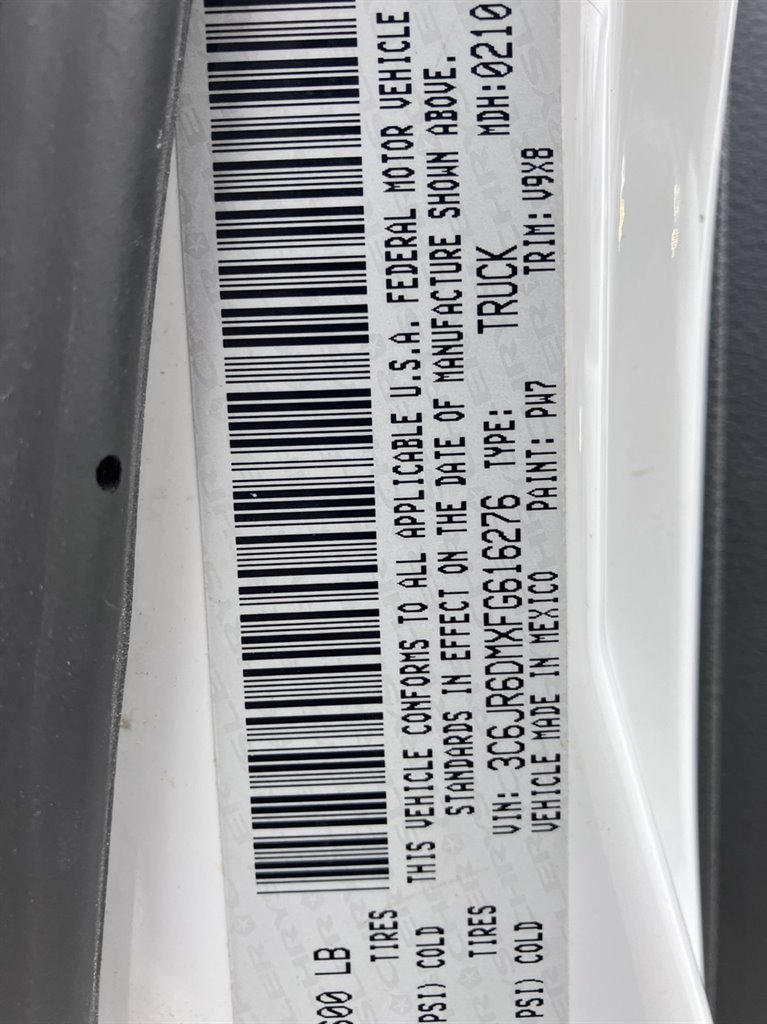 600 LB
TIRES
PSI) COLD
TIRES
PSI) COLD
THIS VEHICLE CONFORMS TO ALL APPLICABLE U.S.A. FEDERAL MOTOR VEHICLE
STANDARDS IN EFFECT ON THE DATE OF MANUFACTURE SHOWN ABOVE.
VIN: 3C6JR6DMXFG616276 TYPE: TRUCK MDH:0210
VEHICLE MADE IN MEXICO PAINT: PW7 TRIM: V9X8